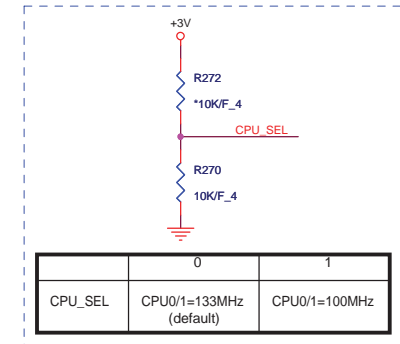 +3V
R272
*10K/F_4
CPU_SEL
R270
10K/F_4
0 1
CPU_SEL CPU0/1=133MHz CPU0/1=100MHz
(default)